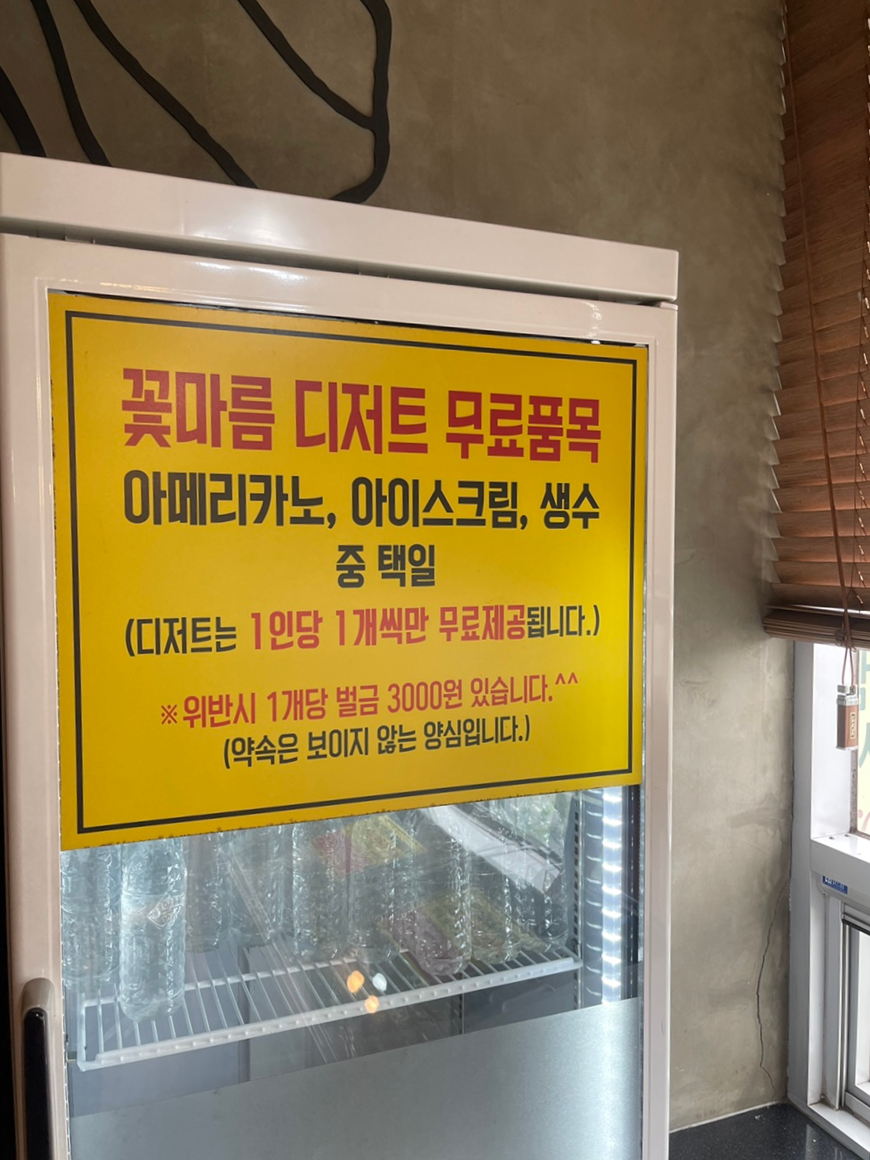 꽃마름 디저트 무료품목
아메리카노, 아이스크림, 생수
중 택일
(디저트는 1인당 1개씩만 무료제공됩니다.)
※위반시 1개당 벌금 3000원 있습니다.^^
(약속은 보이지 않는 양심입니다.)